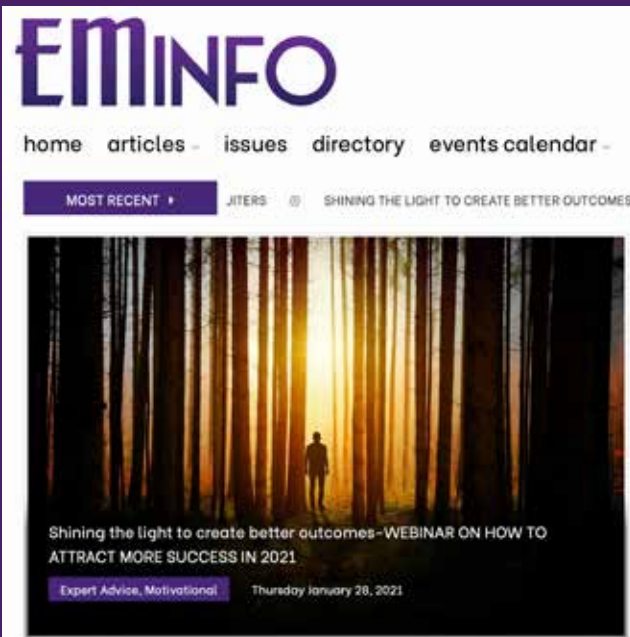 EMINFO
home articles issues directory events calendar
MOST RECENT JITERS SHINING THE LIGHT TO CREATE BETTER OUTCOMES
Shining the light to create better outcomes-WEBINAR ON HOW TO
ATTRACT MORE SUCCESS IN 2021
Expert Advice, Motivational Thursday January 28, 2021